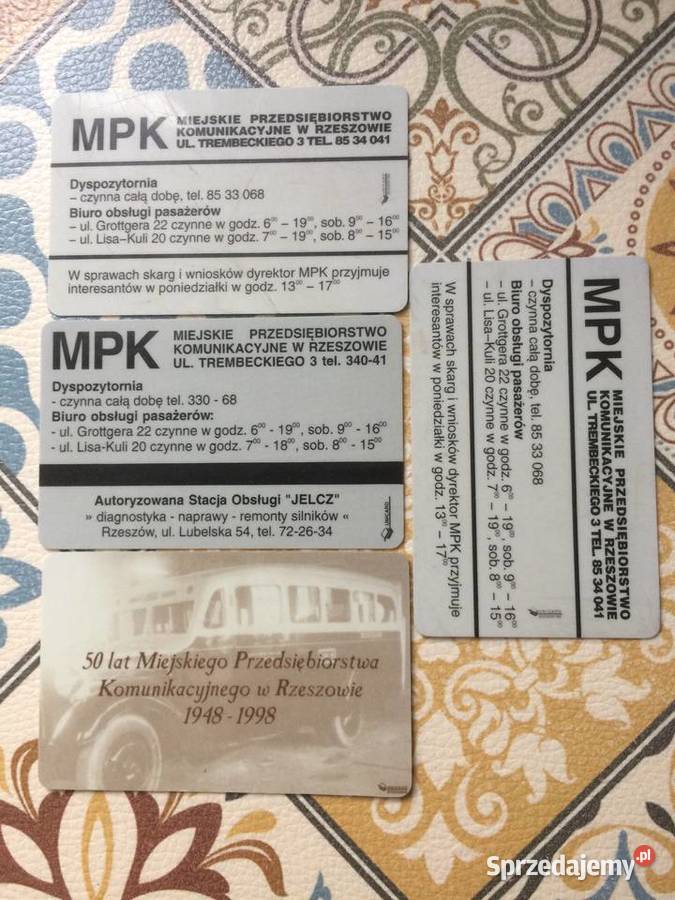 MPK
MIEJSKIE PRZEDSIĘBIORSTWO
KOMUNIKACYJNE W RZESZOWIE
UL. TREMBECKIEGO 3 TEL. 85 34 041
Dyspozytornia
– czynna całą dobę, tel. 85 33 068
Biuro obsługi pasażerów
– ul. Grottgera 22 czynne w godz. 6⁰⁰ – 19⁰⁰, sob. 9⁰⁰ – 16⁰⁰
– ul. Lisa–Kuli 20 czynne w godz. 7⁰⁰ – 19⁰⁰, sob. 8⁰⁰ – 15⁰⁰
W sprawach skarg i wniosków dyrektor MPK przyjmuje
interesantów w poniedziałki w godz. 13⁰⁰ – 17⁰⁰
MPK
MIEJSKIE PRZEDSIĘBIORSTWO
KOMUNIKACYJNE W RZESZOWIE
UL. TREMBECKIEGO 3 tel. 340-41
Dyspozytornia
- czynna całą dobę tel. 330 - 68
Biuro obsługi pasażerów:
- ul. Grottgera 22 czynne w godz. 6⁰⁰ - 19⁰⁰, sob. 9⁰⁰ - 16⁰⁰
- ul. Lisa-Kuli 20 czynne w godz. 7⁰⁰ - 18⁰⁰, sob. 8⁰⁰ - 15⁰⁰
Autoryzowana Stacja Obsługi "JELCZ"
» diagnostyka - naprawy - remonty silników «
Rzeszów, ul. Lubelska 54, tel. 72-26-34
UNICARD
50 lat Miejskiego Przedsiębiorstwa
Komunikacyjnego w Rzeszowie
1948 - 1998
MPK
MIEJSKIE PRZEDSIĘBIORSTWO
KOMUNIKACYJNE W RZESZOWIE
UL. TREMBECKIEGO 3 TEL. 85 34 041
Dyspozytornia
– czynna całą dobę, tel. 85 33 068
Biuro obsługi pasażerów
– ul. Grottgera 22 czynne w godz. 6⁰⁰ – 19⁰⁰, sob. 9⁰⁰ – 16⁰⁰
– ul. Lisa–Kuli 20 czynne w godz. 7⁰⁰ – 19⁰⁰, sob. 8⁰⁰ – 15⁰⁰
W sprawach skarg i wniosków dyrektor MPK przyjmuje
interesantów w poniedziałki w godz. 13⁰⁰ – 17⁰⁰
Sprzedajemy.pl